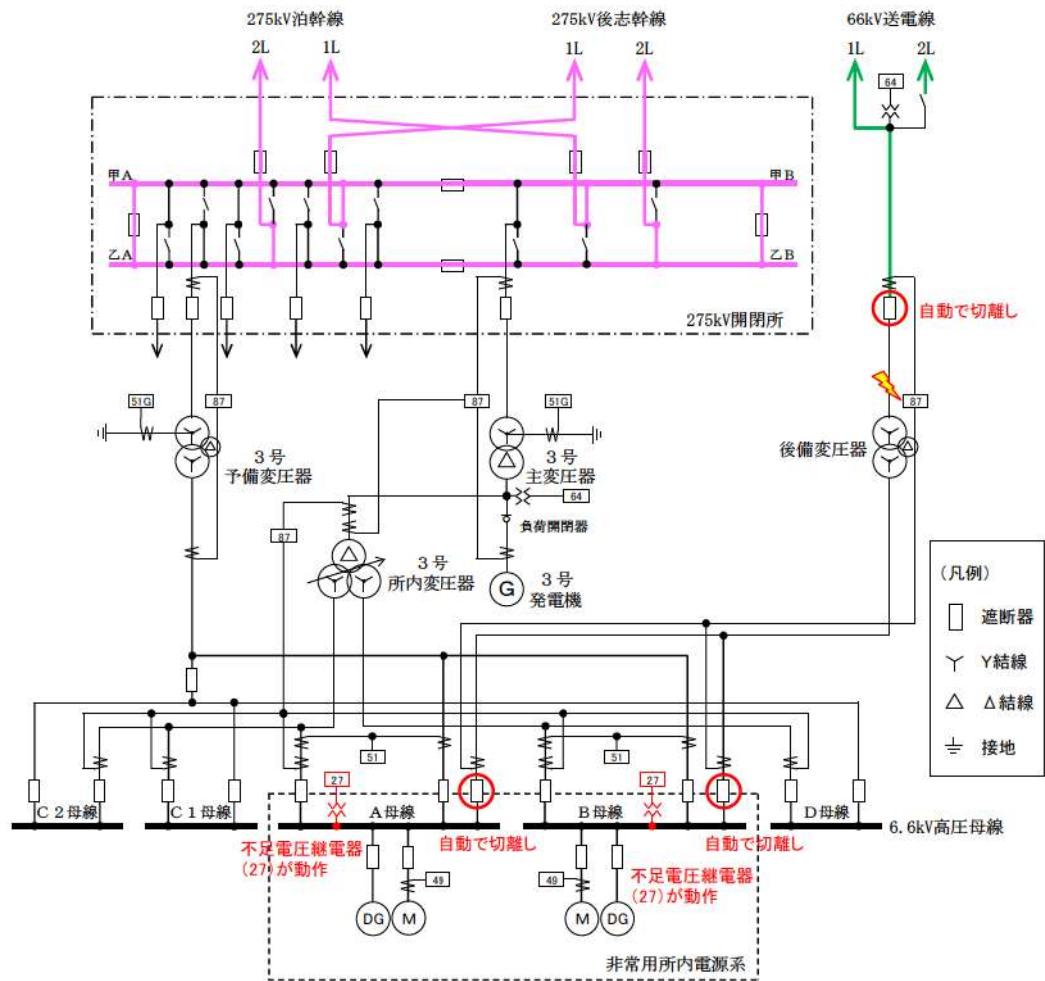 275kV泊幹線
275kV後志幹線
66kV送電線
2L
1L
1L
2L
1L
2L
64
甲A
甲B
乙A
乙B
275kV開閉所
自動で切離し
51G
87
87
51G
87
3号
予備変圧器
3号
主変圧器
後備変圧器
64
87
負荷開閉器
3号
所内変圧器
G
3号
発電機
(凡例)
遮断器
Y結線
Δ結線
接地
51
51
27
27
C2母線
C1母線
A母線
B母線
D母線
6.6kV高圧母線
不足電圧継電器
(27)が動作
自動で切離し
自動で切離し
不足電圧継電器
(27)が動作
49
49
DG
M
M
DG
非常用所内電源系